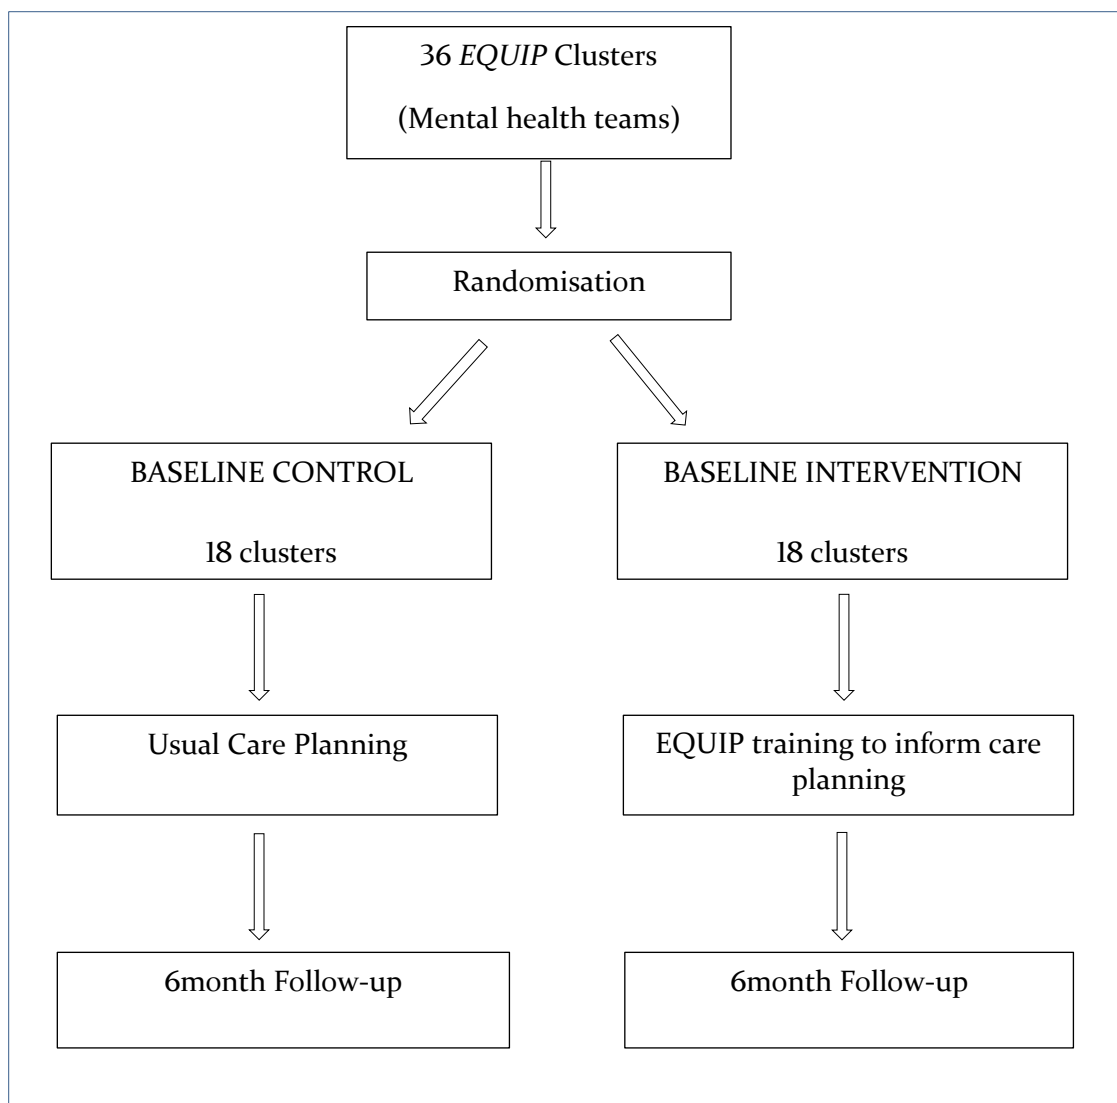 36 EQUIP Clusters
(Mental health teams)
Randomisation
BASELINE CONTROL
18 clusters
BASELINE INTERVENTION
18 clusters
Usual Care Planning
EQUIP training to inform care
planning
6month Follow-up
6month Follow-up